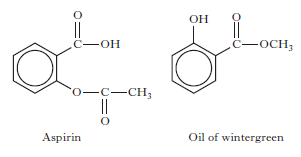 O
C—OH
O—C—CH₃
O
Aspirin
OH
O
C—OCH₃
Oil of wintergreen